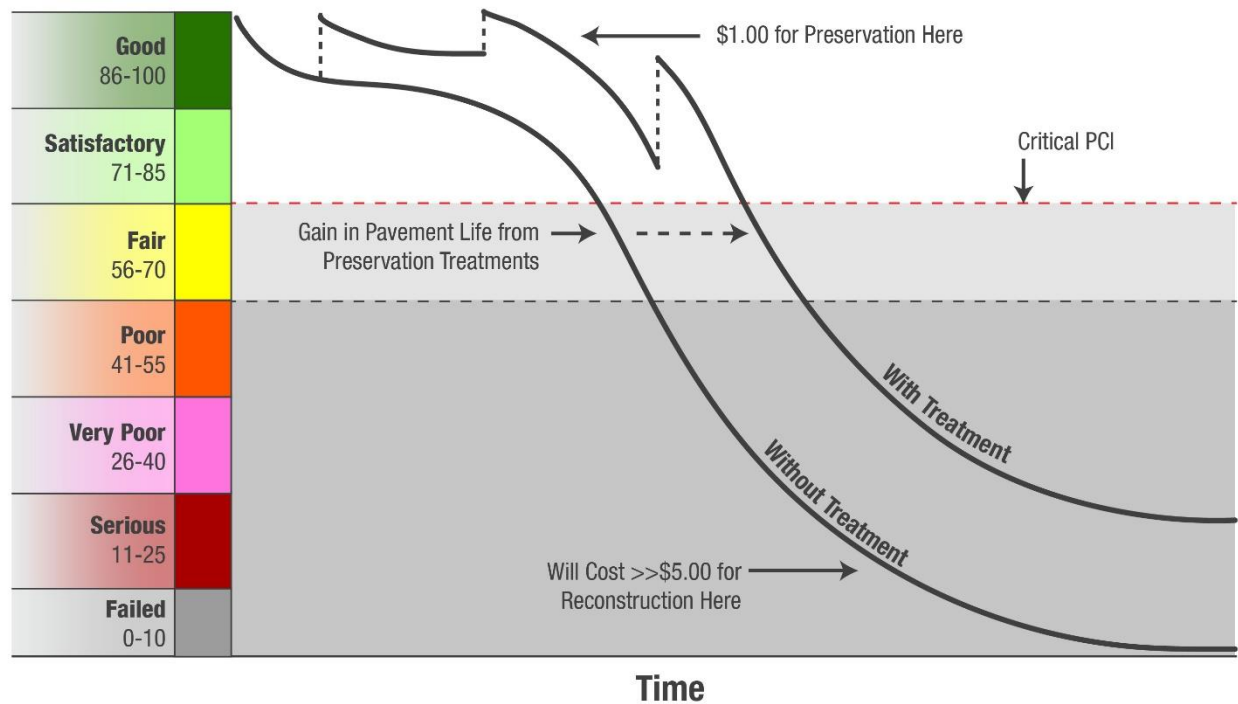 Good
86-100
Satisfactory
71-85
Fair
56-70
Poor
41-55
Very Poor
26-40
Serious
11-25
Failed
0-10
$1.00 for Preservation Here
Critical PCI
Gain in Pavement Life from
Preservation Treatments
With Treatment
Without Treatment
Will Cost >>$5.00 for
Reconstruction Here
Time